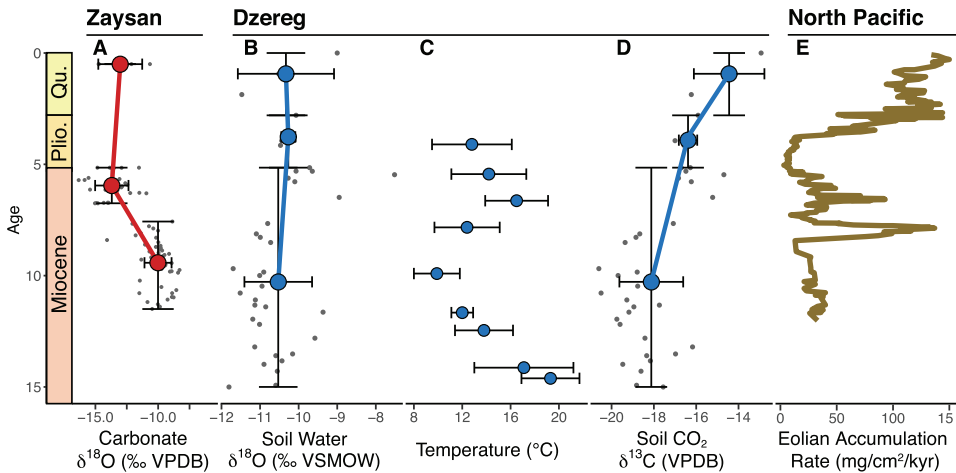 Zaysan
Dzereg
North Pacific
A
B
C
D
E
Age
0
5
10
15
Qu.
Plio.
Miocene
−15.0 −10.0
−12 −11 −10 −9 −8
8 12 16 20
−20 −18 −16 −14
0 50 100 150
Carbonate
δ¹⁸O (‰ VPDB)
Soil Water
δ¹⁸O (‰ VSMOW)
Temperature (°C)
Soil CO₂
δ¹³C (VPDB)
Eolian Accumulation
Rate (mg/cm²/kyr)